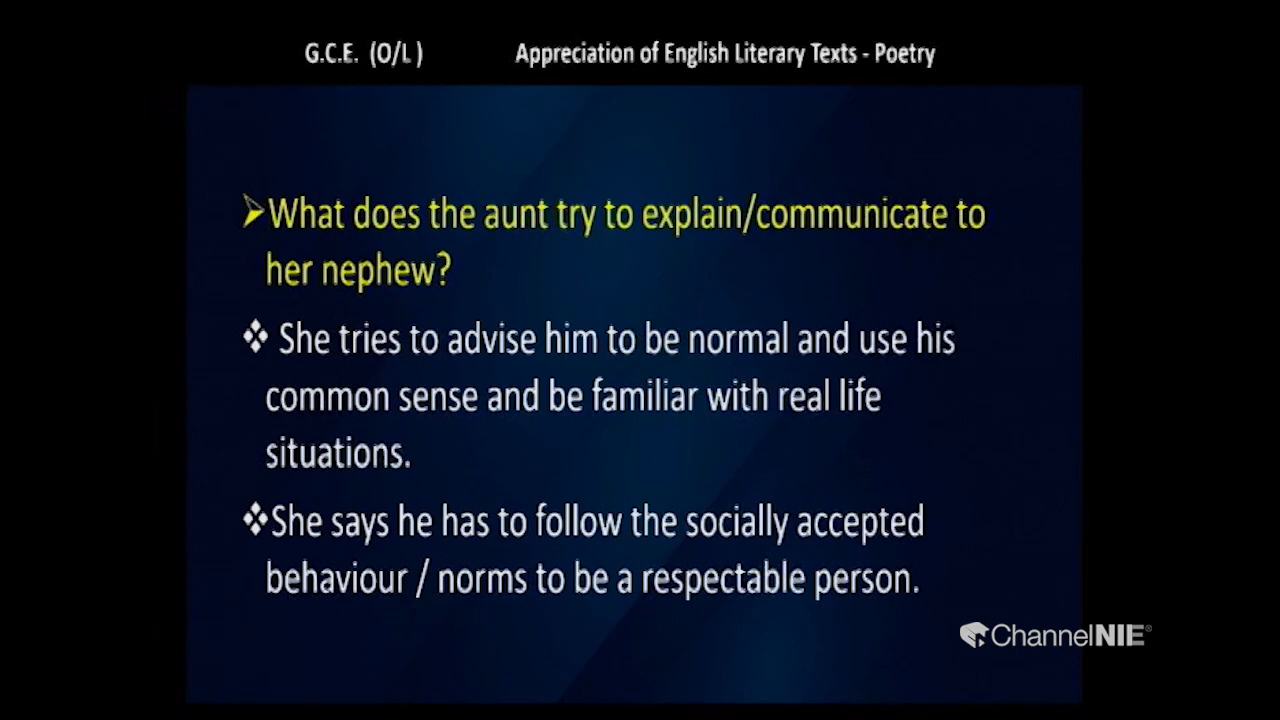 G.C.E. (O/L ) Appreciation of English Literary Texts - Poetry
➢What does the aunt try to explain/communicate to
her nephew?
❖ She tries to advise him to be normal and use his
common sense and be familiar with real life
situations.
❖She says he has to follow the socially accepted
behaviour / norms to be a respectable person.
ChannelNIE®